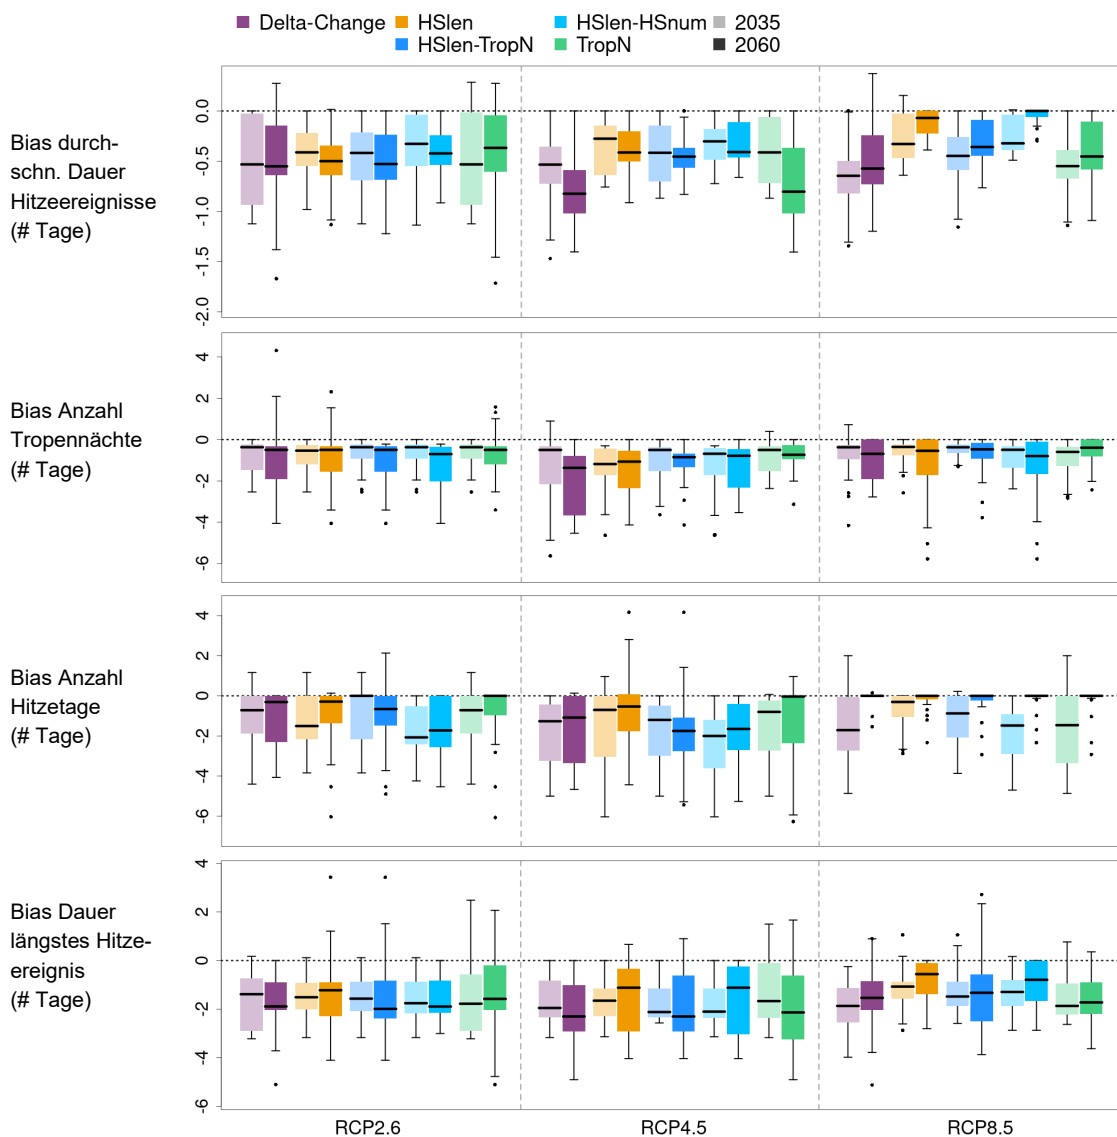 Delta-Change HSlen HSlen-HSnum 2035
HSlen-TropN TropN 2060
Bias durch-
schn. Dauer
Hitzeereignisse
(# Tage)
0.0
-0.5
-1.0
-1.5
-2.0
Bias Anzahl
Tropennächte
(# Tage)
4
2
0
2
-4
-6
Bias Anzahl
Hitzetage
(# Tage)
4
2
0
2
-4
-6
Bias Dauer
längstes Hitze-
ereignis
(# Tage)
4
2
0
-2
-4
-6
RCP2.6 RCP4.5 RCP8.5